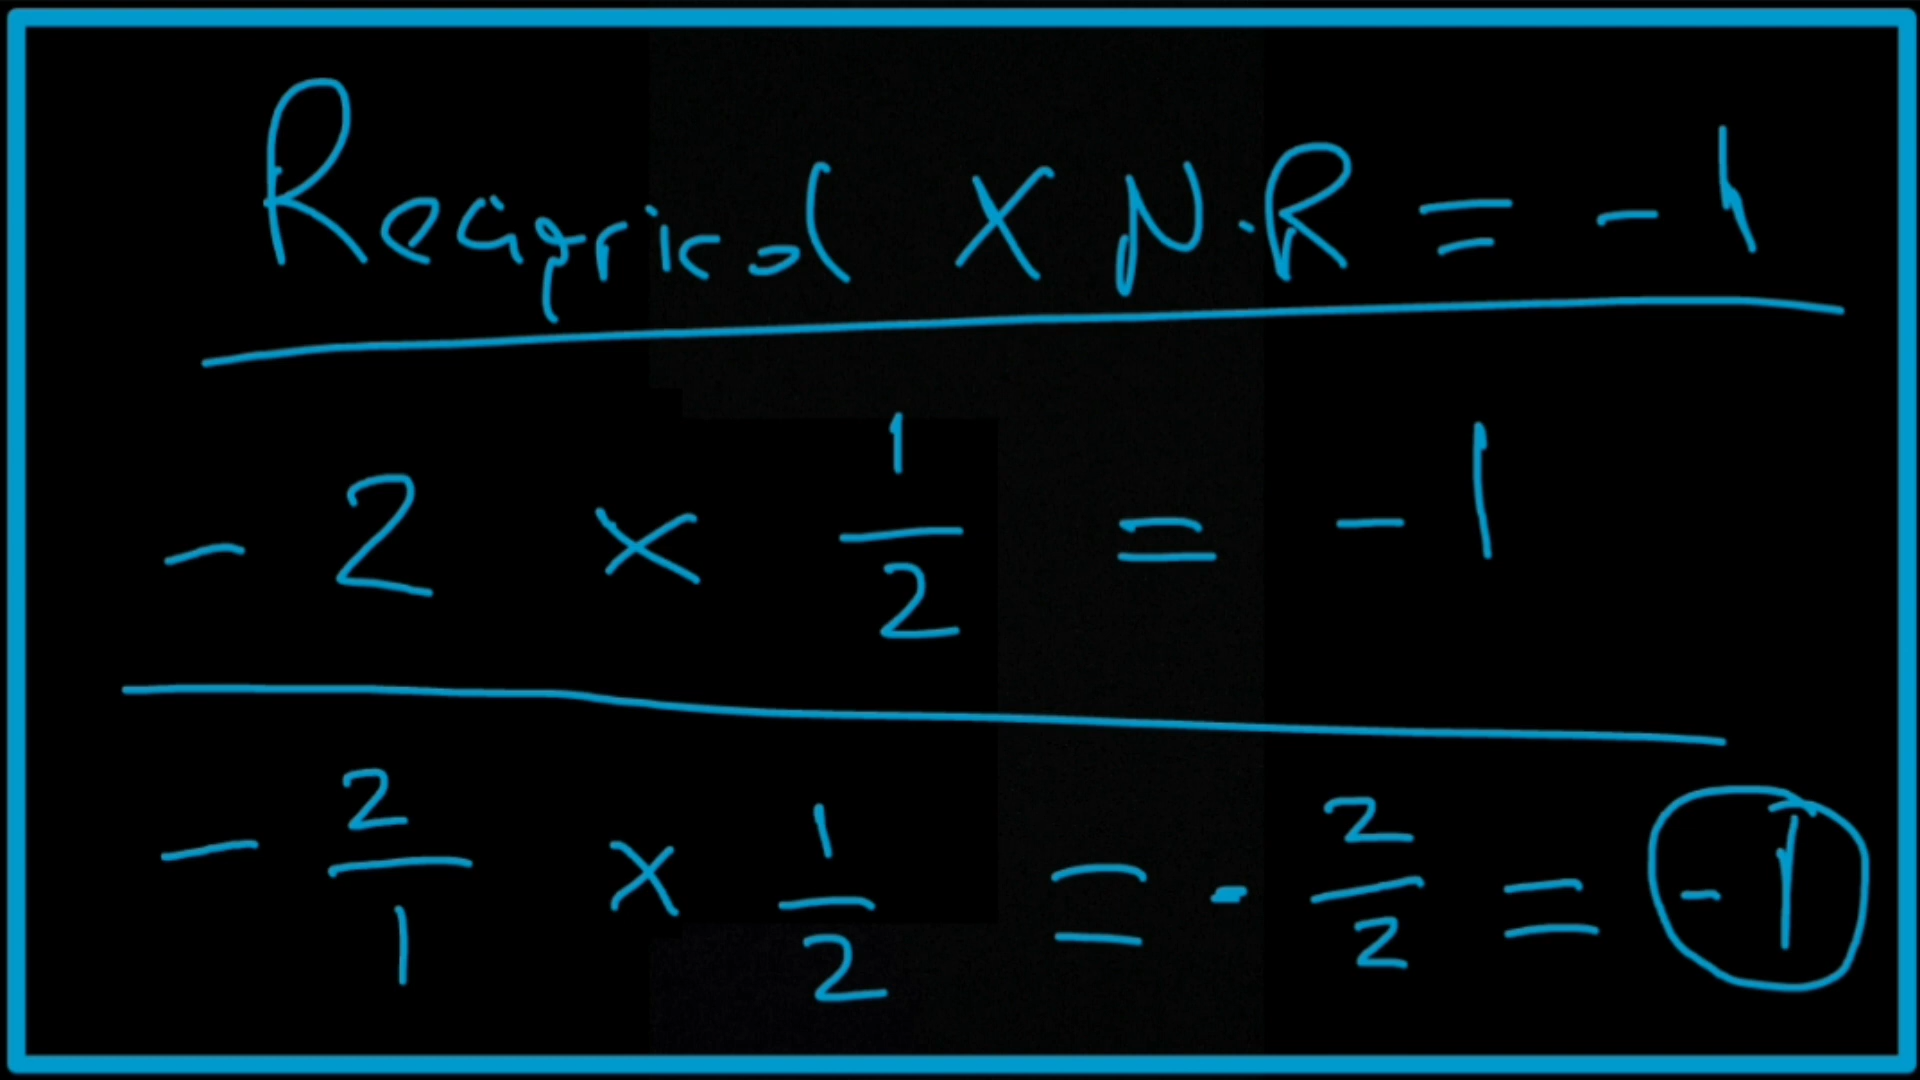 Reciprical X N.R = - 1
- 2 × 1/2 = - 1
- 2/1 × 1/2 = - 2/2 = - 1